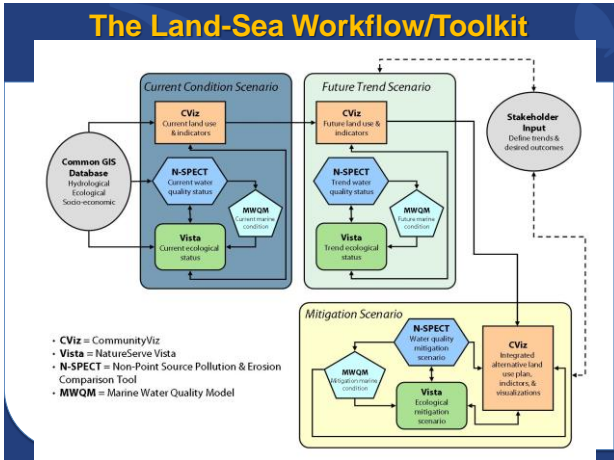 The Land-Sea Workflow/Toolkit
Current Condition Scenario
CViz
Current land use
& indicators
Common GIS
Database
Hydrological
Ecological
Socio-economic
N-SPECT
Current water
quality status
MWQM
Current marine
condition
Vista
Current ecological
status
Future Trend Scenario
CViz
Future land use &
indicators
N-SPECT
Trend water
quality status
MWQM
Future marine
condition
Vista
Trend ecological
status
Stakeholder
Input
Define trends &
desired outcomes
Mitigation Scenario
N-SPECT
Water quality
mitigation
scenario
MWQM
Mitigation marine
condition
Vista
Ecological
mitigation
scenario
CViz
Integrated
alternative land
use plan,
indictors, &
visualizations
• CViz = CommunityViz
• Vista = NatureServe Vista
• N-SPECT = Non-Point Source Pollution & Erosion
Comparison Tool
• MWQM = Marine Water Quality Model